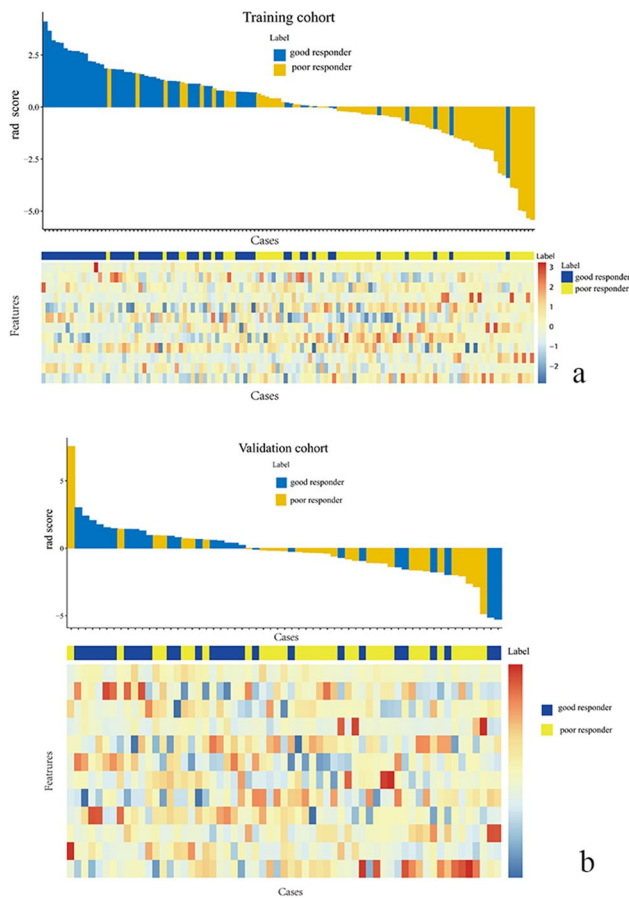 Training cohort
Label
good responder
poor responder
2.5
0.0
−2.5
−5.0
rad score
Cases
Label
3
2
1
0
−1
−2
Label
good responder
poor responder
Features
Cases
a
Validation cohort
Label
good responder
poor responder
5
0
−5
rad score
Cases
Label
good responder
poor responder
Featrures
Cases
b